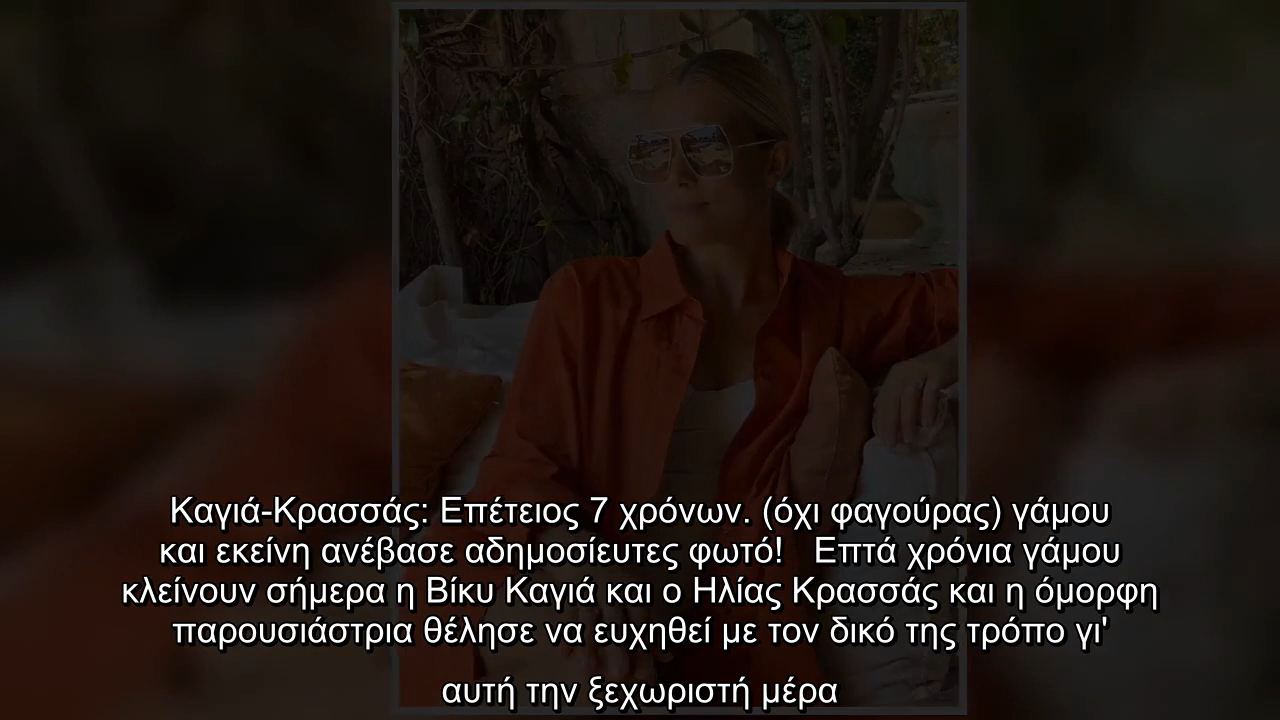 Καγιά-Κρασσάς: Επέτειος 7 χρόνων. (όχι φαγούρας) γάμου
και εκείνη ανέβασε αδημοσίευτες φωτό!   Επτά χρόνια γάμου
κλείνουν σήμερα η Βίκυ Καγιά και ο Ηλίας Κρασσάς και η όμορφη
παρουσιάστρια θέλησε να ευχηθεί με τον δικό της τρόπο γι'
αυτή την ξεχωριστή μέρα